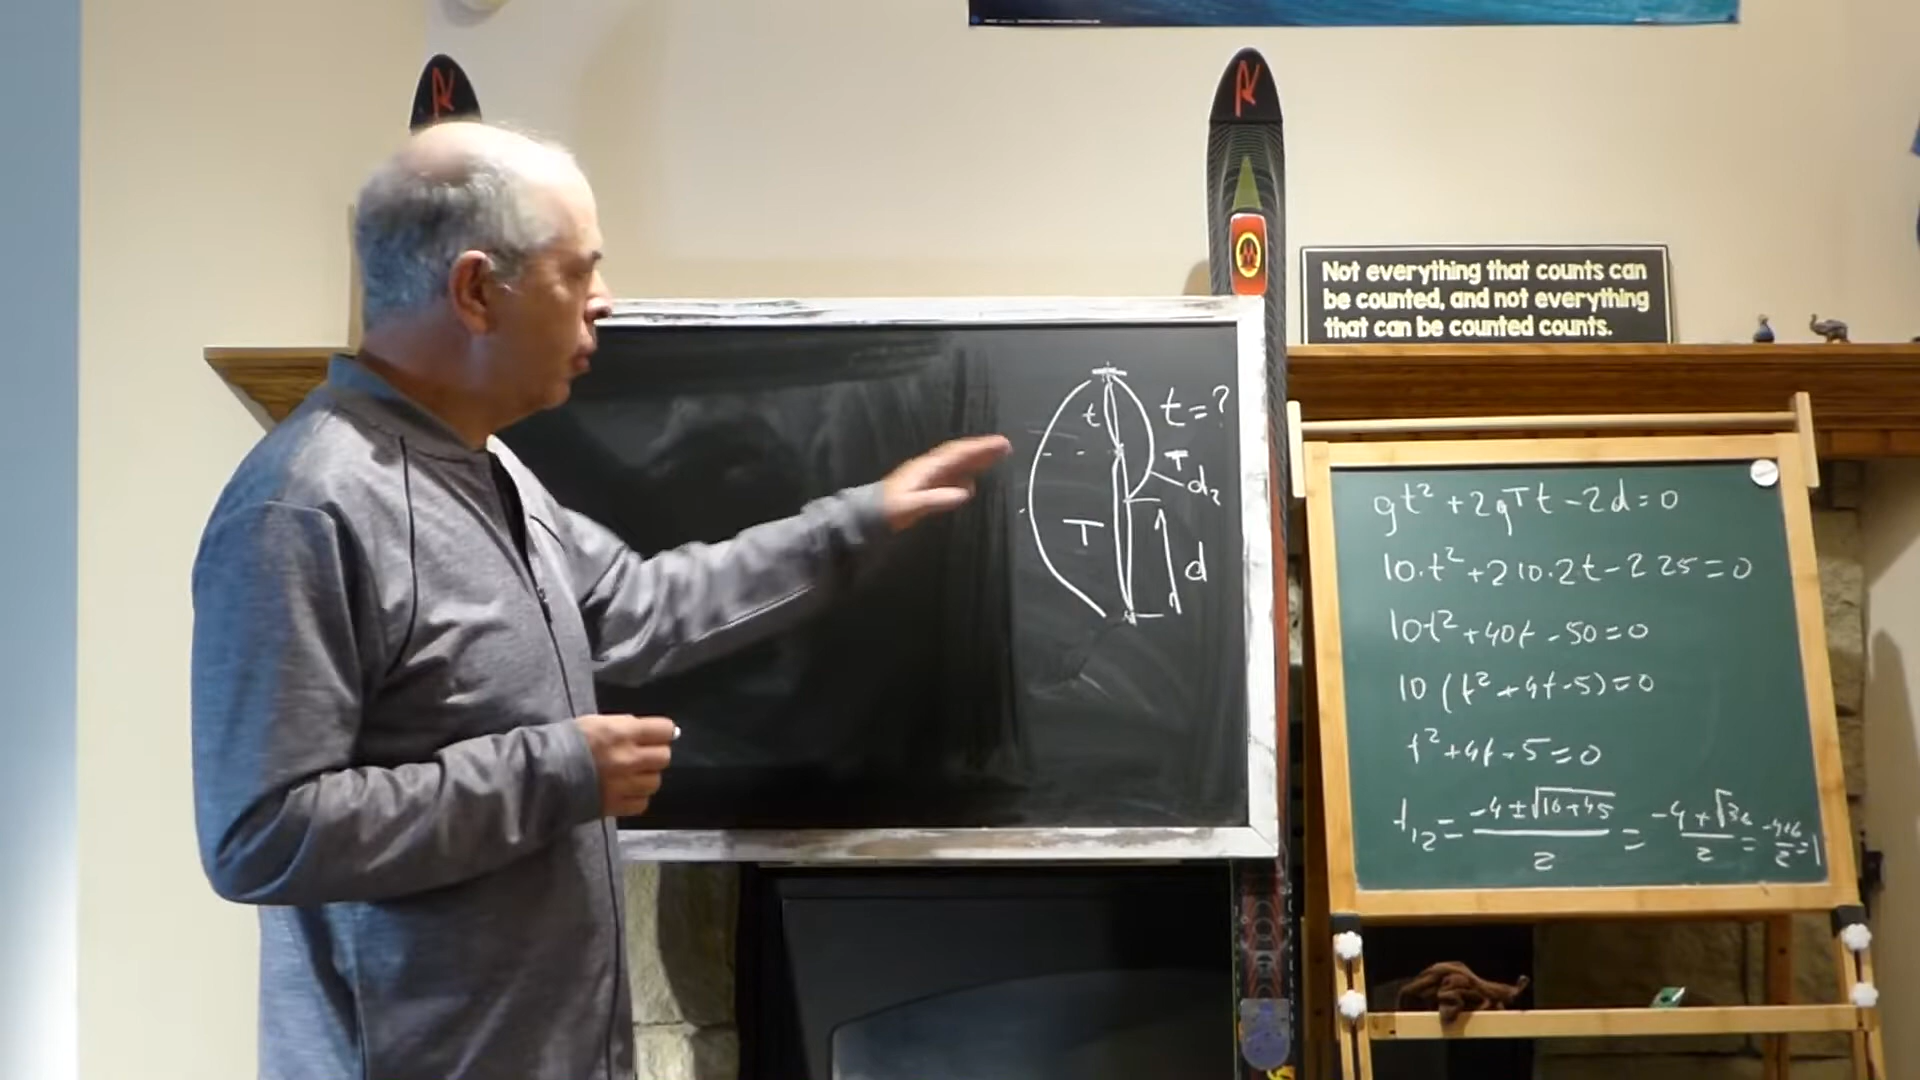 Not everything that counts can
be counted, and not everything
that can be counted counts.
t
t=?
T
d₂
T
d
gt² + 2gTt - 2d = 0
10·t² + 2 10·2t - 2 25 = 0
10t² + 40t - 50 = 0
10 (t² + 4t - 5) = 0
t² + 4t - 5 = 0
t₁₂ = (-4 ± √16+45)/2 = (-4 + √36)/2 = (-4+6)/2 = 1